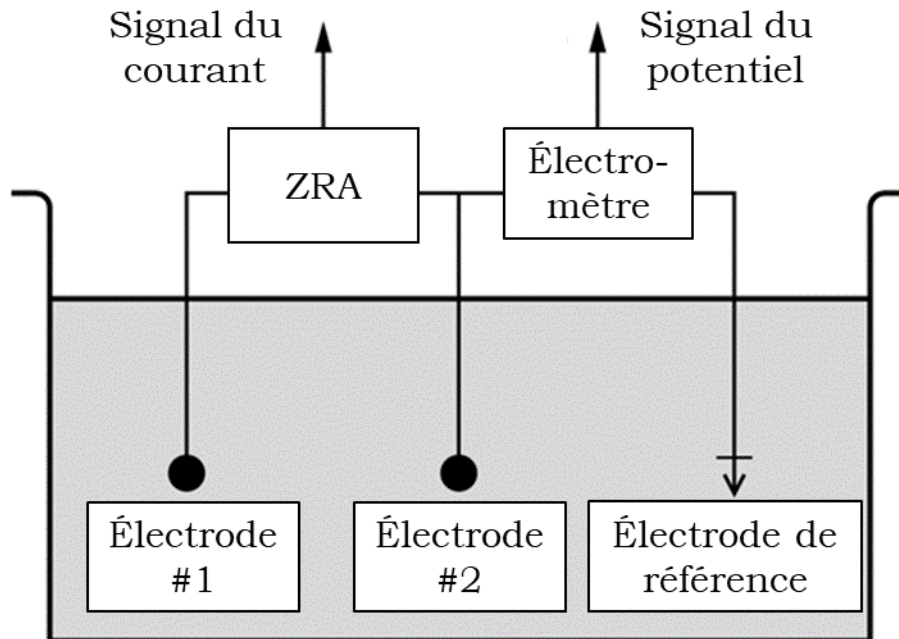 Signal du
courant
Signal du
potentiel
ZRA
Électro-
mètre
Électrode
#1
Électrode
#2
Électrode de
référence